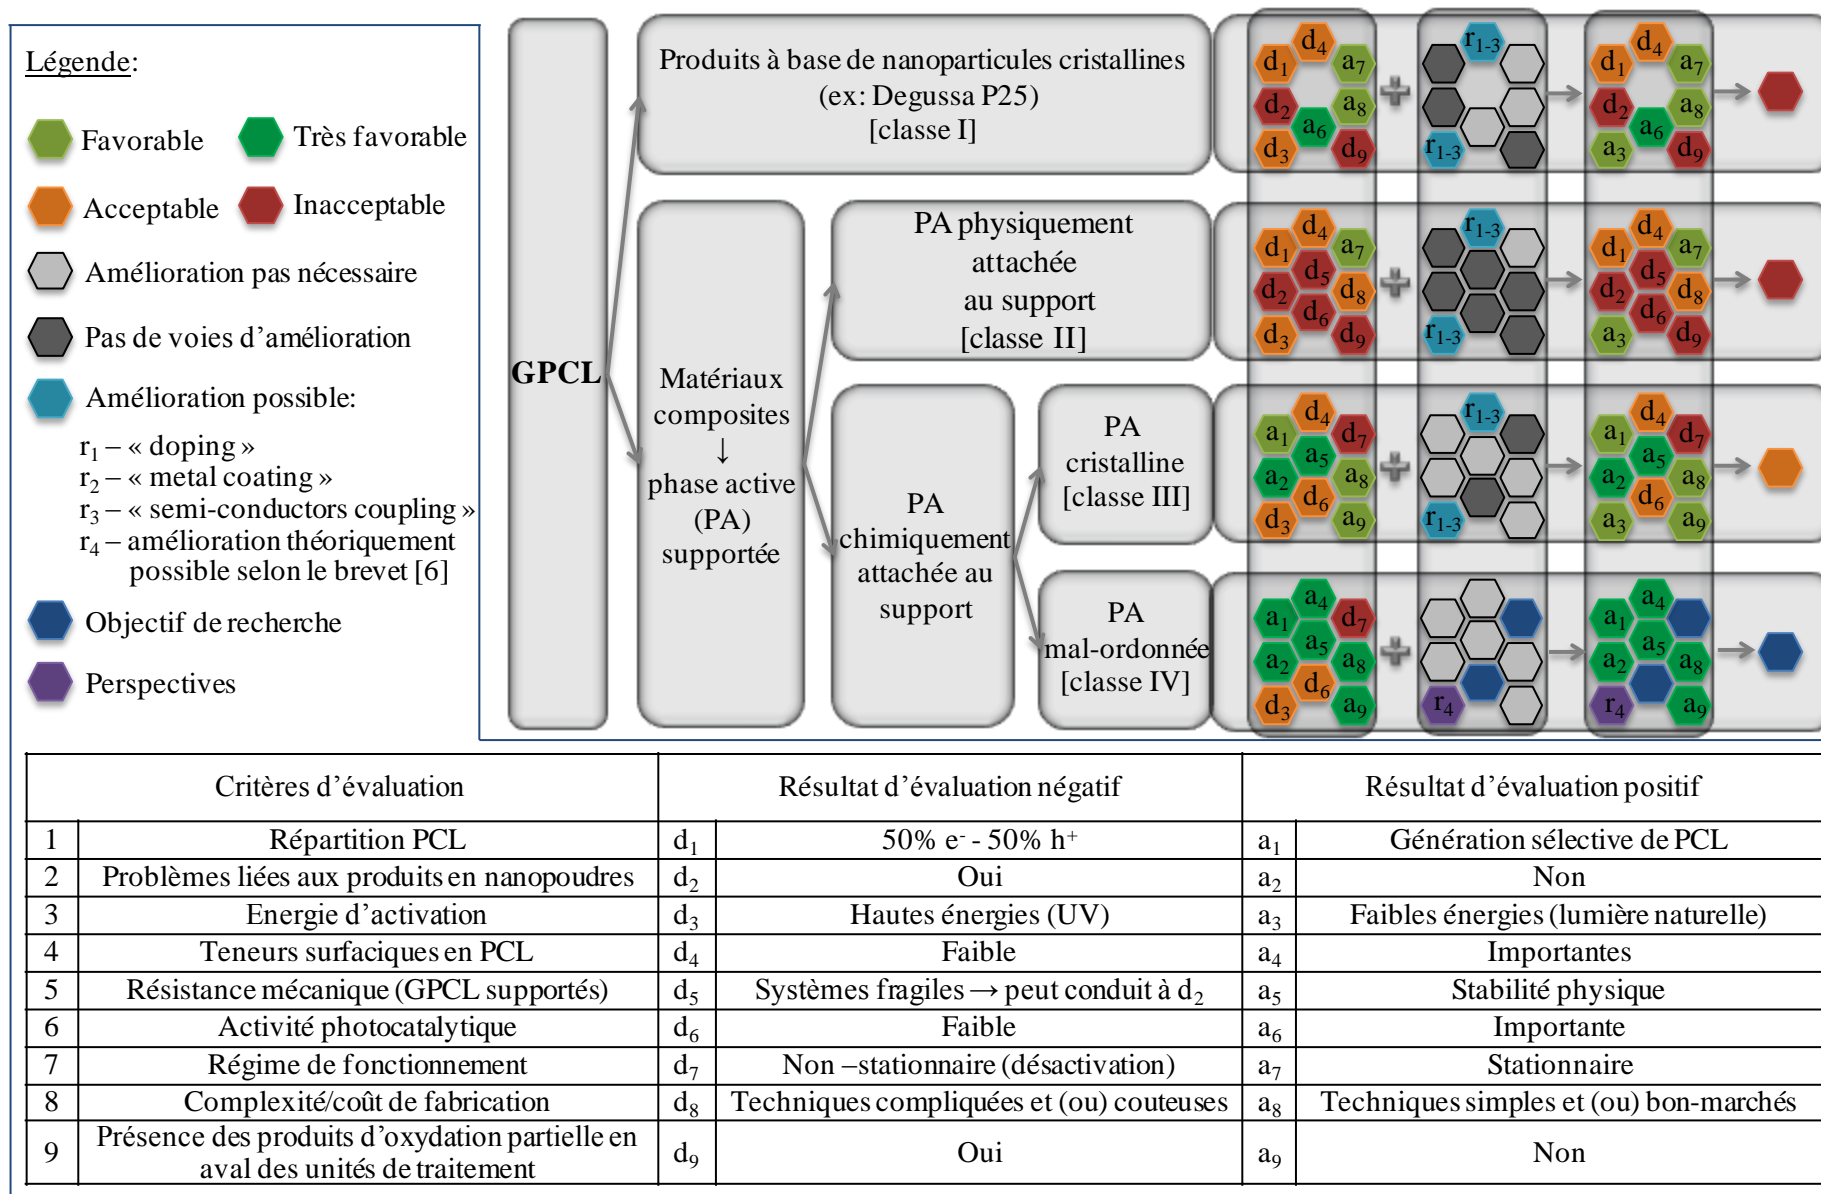 Légende:
Favorable
Très favorable
Acceptable
Inacceptable
Amélioration pas nécessaire
Pas de voies d’amélioration
Amélioration possible:
r1 – « doping »
r2 – « metal coating »
r3 – « semi-conductors coupling »
r4 – amélioration théoriquement
possible selon le brevet [6]
Objectif de recherche
Perspectives
GPCL
Produits à base de nanoparticules cristallines
(ex: Degussa P25)
[classe I]
Matériaux
composites
↓
phase active
(PA)
supportée
PA physiquement
attachée
au support
[classe II]
PA
chimiquement
attachée au
support
PA
cristalline
[classe III]
PA
mal-ordonnée
[classe IV]
d4
d1 a7
d2 a8
a6
d3 d9
r1-3
r1-3
d4
d1 a7
d2 a8
a6
a3 d9
d4
d1 a7
d5
d2 d8
d6
d3 d9
r1-3
r1-3
d4
d1 a7
d5
d2 d8
d6
a3 d9
d4
a1 d7
a5
a2 a8
d6
d3 a9
r1-3
r1-3
d4
a1 d7
a5
a2 a8
d6
a3 a9
a4
a1 d7
a5
a2 a8
d6
d3 a9
r4
a4
a1
a5
a2 a8
r4 a9
Critères d’évaluation Résultat d’évaluation négatif Résultat d’évaluation positif
1 Répartition PCL d1 50% e- - 50% h+ a1 Génération sélective de PCL
2 Problèmes liées aux produits en nanopoudres d2 Oui a2 Non
3 Energie d’activation d3 Hautes énergies (UV) a3 Faibles énergies (lumière naturelle)
4 Teneurs surfaciques en PCL d4 Faible a4 Importantes
5 Résistance mécanique (GPCL supportés) d5 Systèmes fragiles → peut conduit à d2 a5 Stabilité physique
6 Activité photocatalytique d6 Faible a6 Importante
7 Régime de fonctionnement d7 Non –stationnaire (désactivation) a7 Stationnaire
8 Complexité/coût de fabrication d8 Techniques compliquées et (ou) couteuses a8 Techniques simples et (ou) bon-marchés
9 Présence des produits d’oxydation partielle en
aval des unités de traitement d9 Oui a9 Non